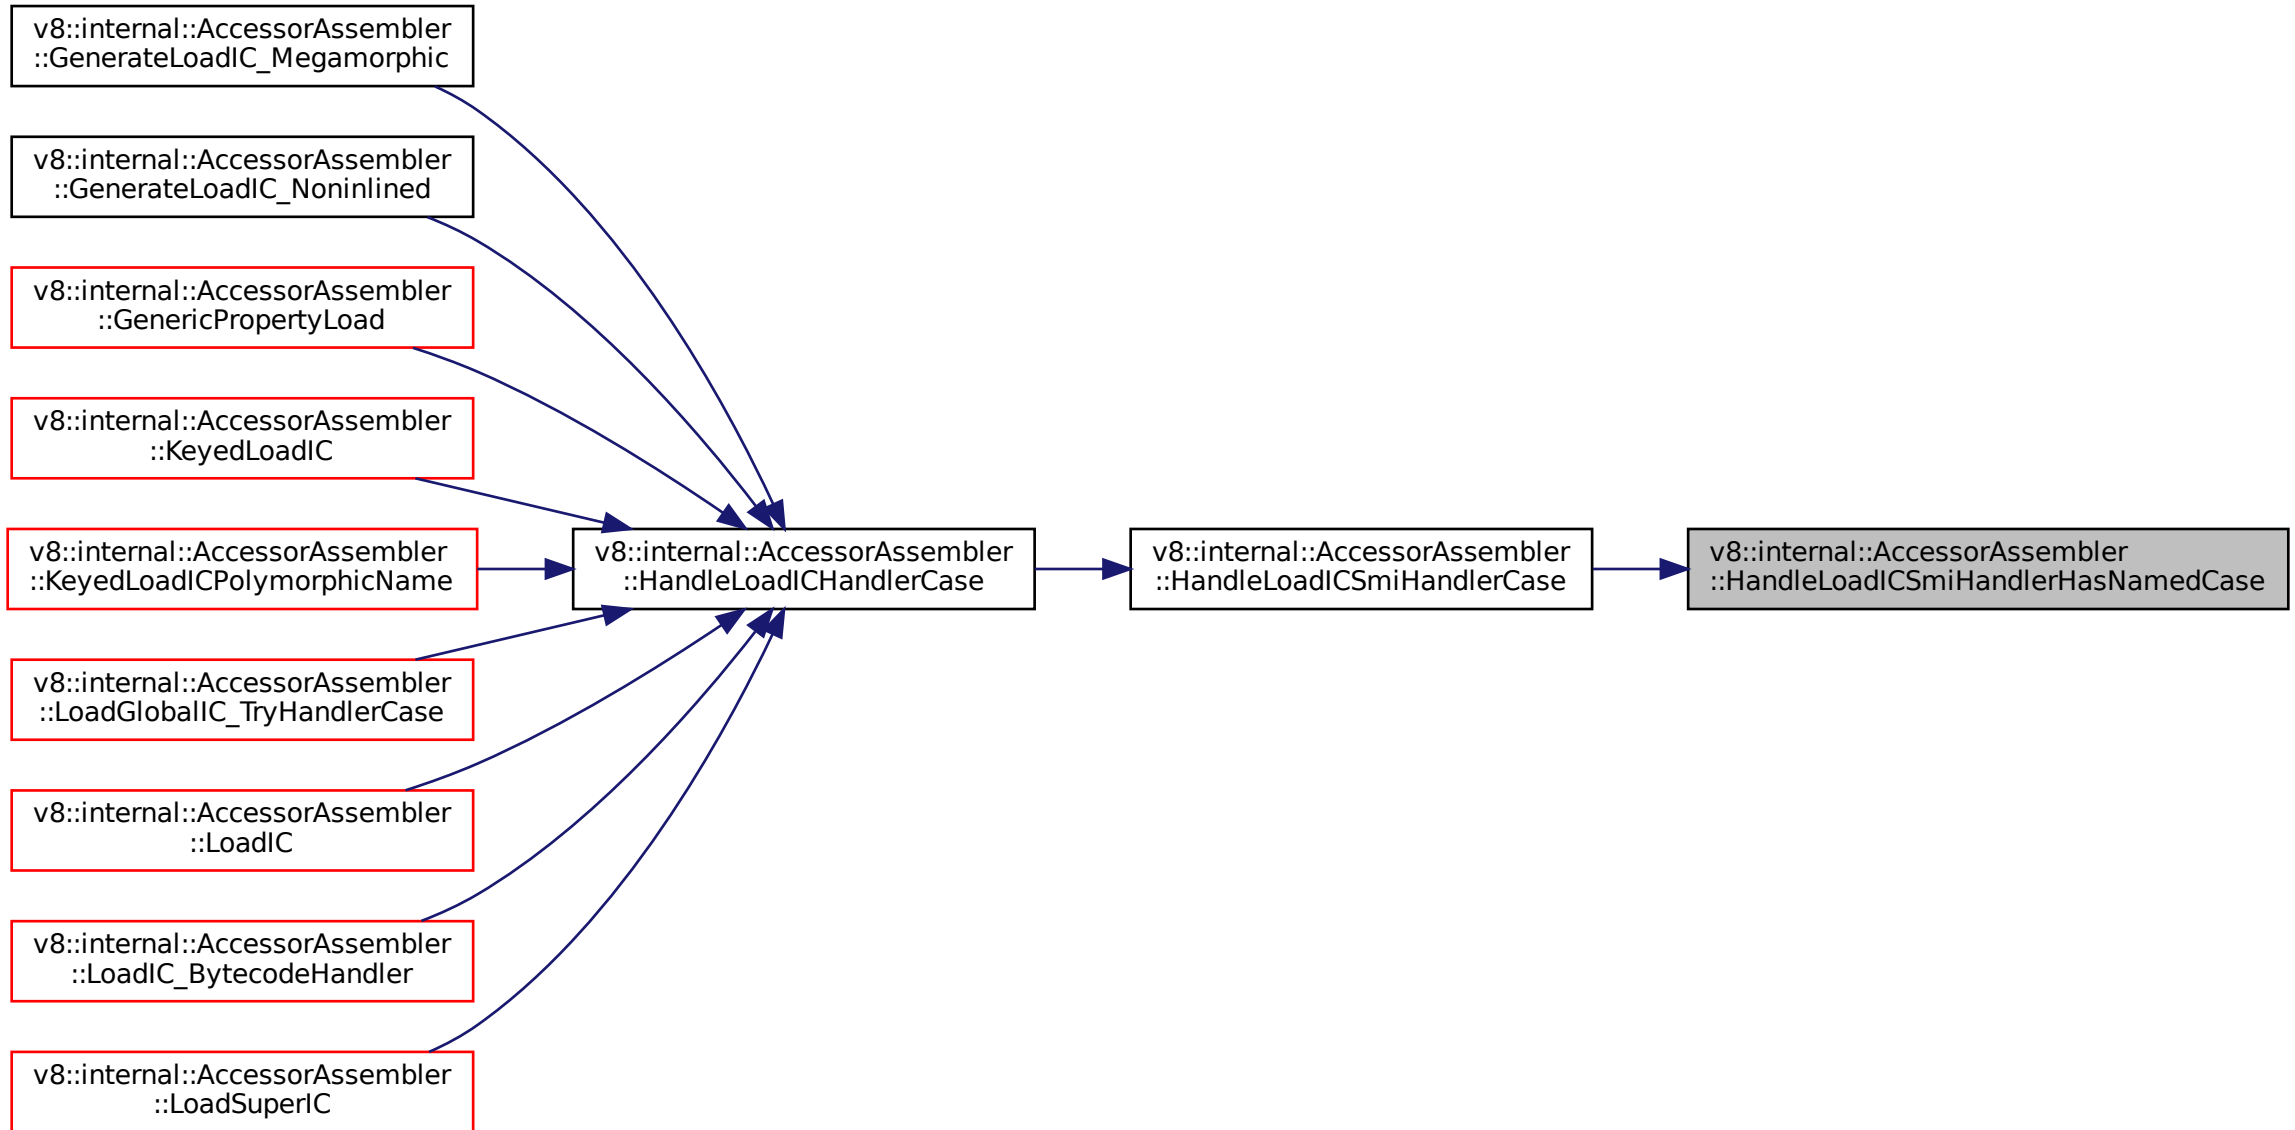 v8::internal::AccessorAssembler
::GenerateLoadIC_Megamorphic
v8::internal::AccessorAssembler
::GenerateLoadIC_Noninlined
v8::internal::AccessorAssembler
::GenericPropertyLoad
v8::internal::AccessorAssembler
::KeyedLoadIC
v8::internal::AccessorAssembler
::KeyedLoadICPolymorphicName
v8::internal::AccessorAssembler
::LoadGlobalIC_TryHandlerCase
v8::internal::AccessorAssembler
::LoadIC
v8::internal::AccessorAssembler
::LoadIC_BytecodeHandler
v8::internal::AccessorAssembler
::LoadSuperIC
v8::internal::AccessorAssembler
::HandleLoadICHandlerCase
v8::internal::AccessorAssembler
::HandleLoadICSmiHandlerCase
v8::internal::AccessorAssembler
::HandleLoadICSmiHandlerHasNamedCase